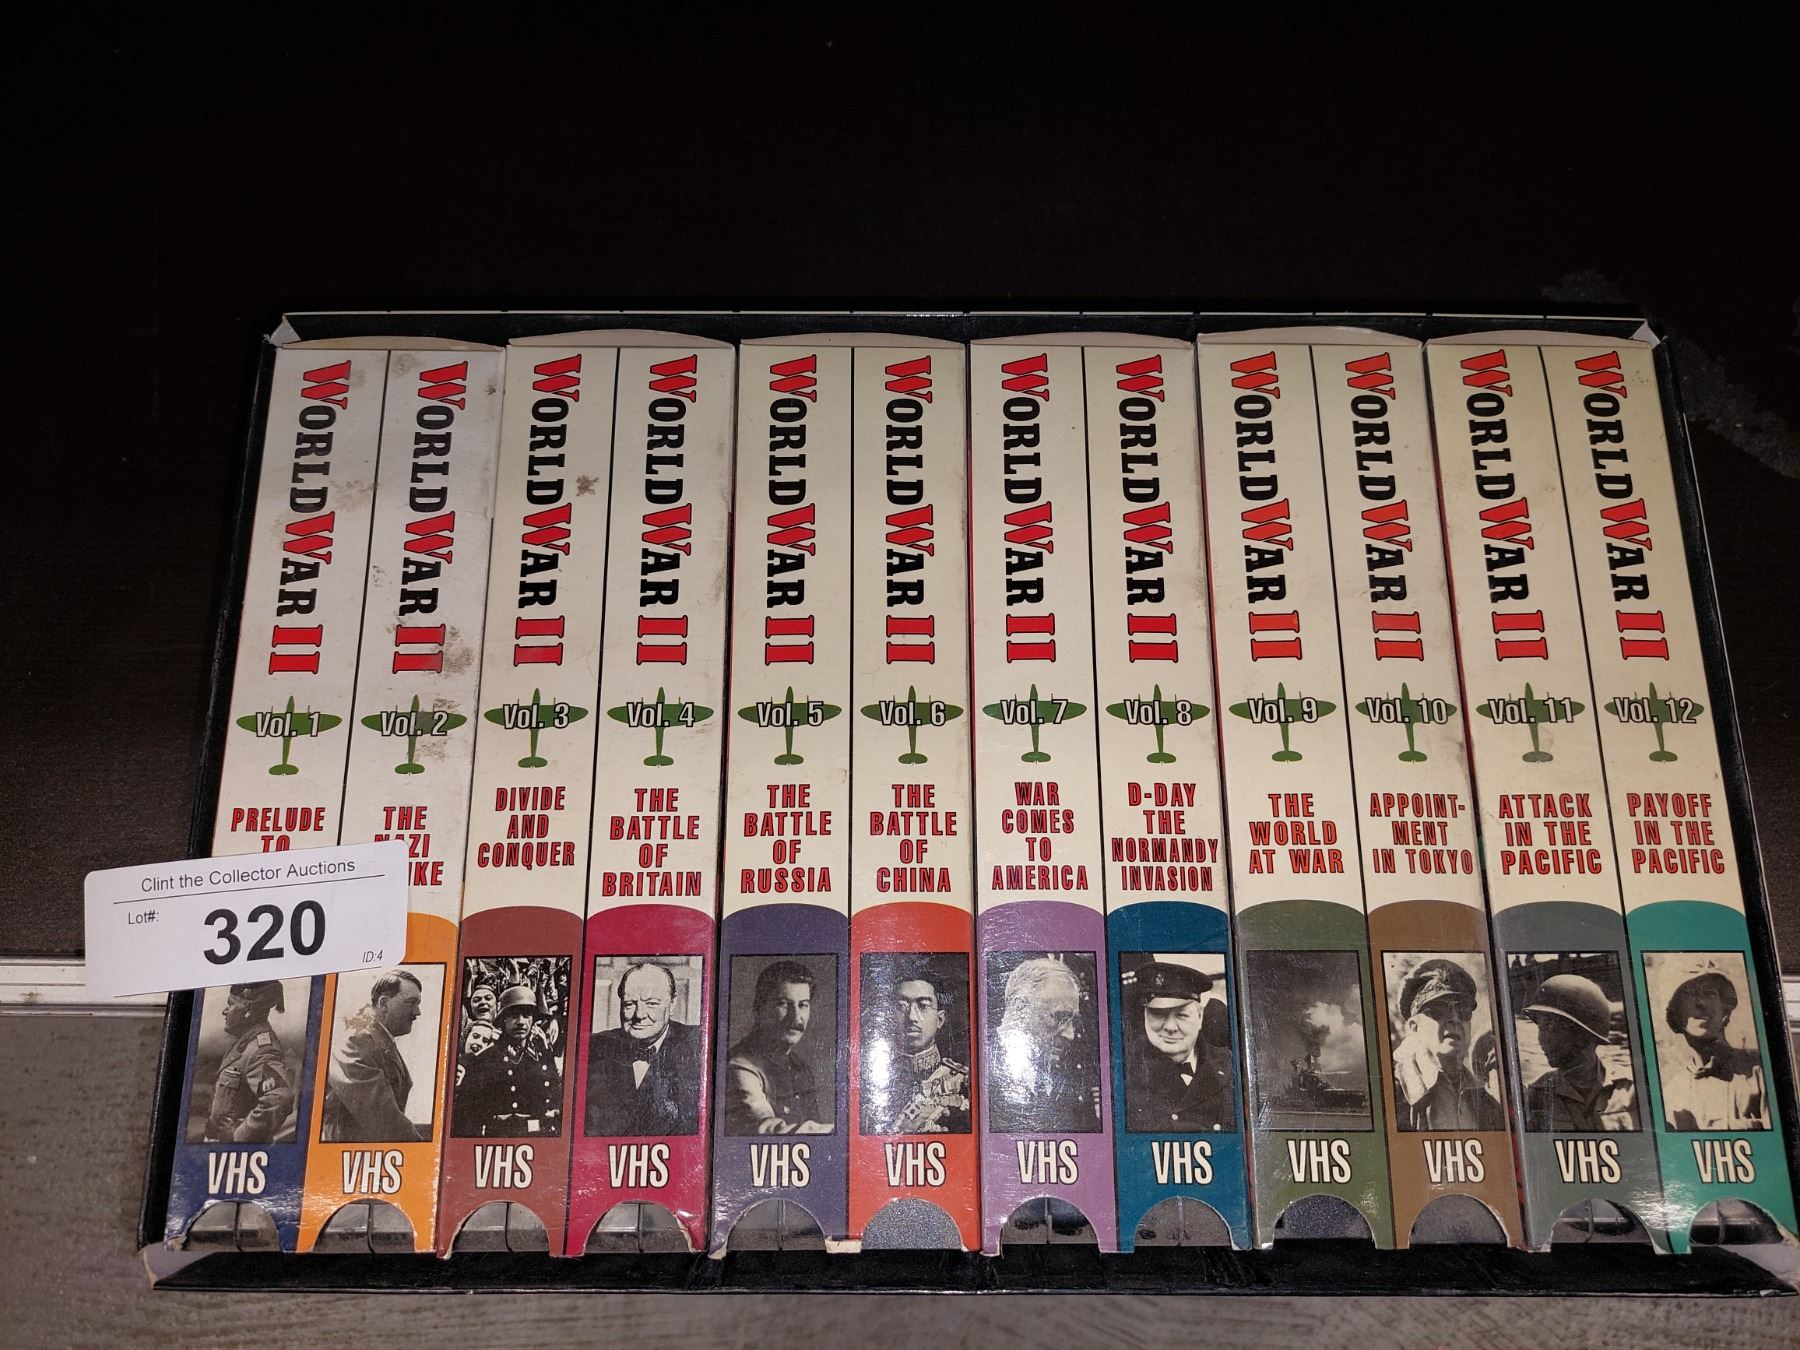 WORLD WAR II
Vol. 1
PRELUDE
TO
VHS
WORLD WAR II
Vol. 2
THE
NAZI
VHS
WORLD WAR II
Vol. 3
DIVIDE
AND
CONQUER
VHS
WORLD WAR II
Vol. 4
THE
BATTLE
OF
BRITAIN
VHS
WORLD WAR II
Vol. 5
THE
BATTLE
OF
RUSSIA
VHS
WORLD WAR II
Vol. 6
THE
BATTLE
OF
CHINA
VHS
WORLD WAR II
Vol. 7
WAR
COMES
TO
AMERICA
VHS
WORLD WAR II
Vol. 8
D-DAY
THE
NORMANDY
INVASION
VHS
WORLD WAR II
Vol. 9
THE
WORLD
AT WAR
VHS
WORLD WAR II
Vol. 10
APPOINT-
MENT
IN TOKYO
VHS
WORLD WAR II
Vol. 11
ATTACK
IN THE
PACIFIC
VHS
WORLD WAR II
Vol. 12
PAYOFF
IN THE
PACIFIC
VHS
Clint the Collector Auctions
Lot#:
320
ID:4